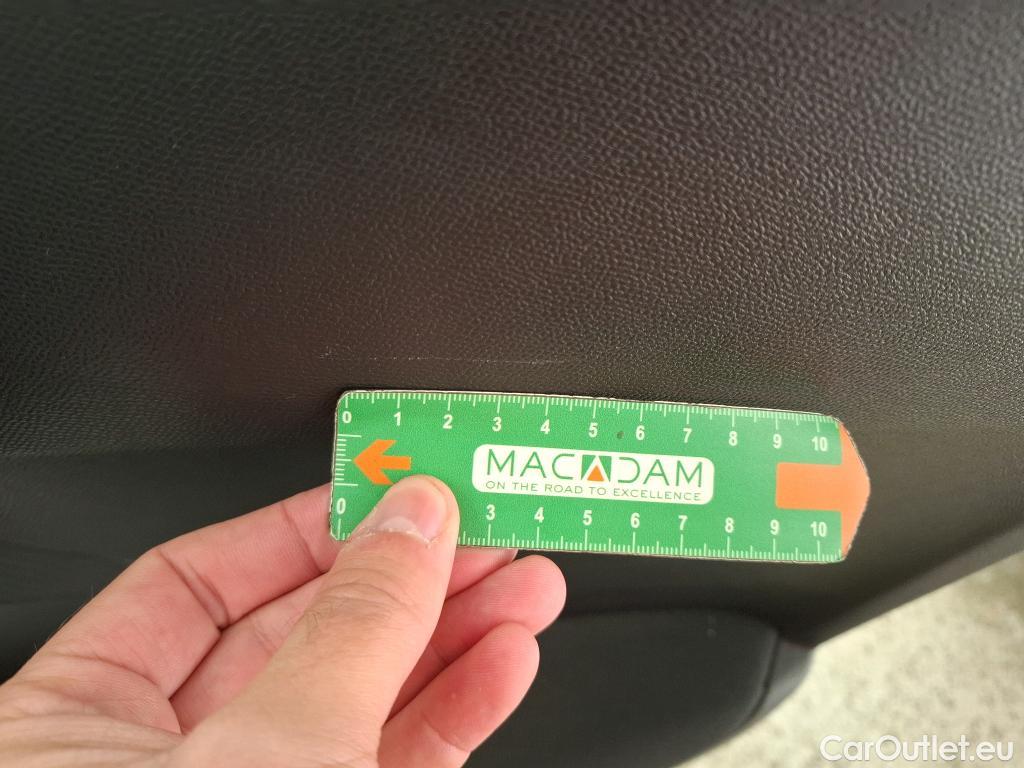 0 1 2 3 4 5 6 7 8 9 10
MACADAM
ON THE ROAD TO EXCELLENCE
0 3 4 5 6 7 8 9 10
CarOutlet.eu